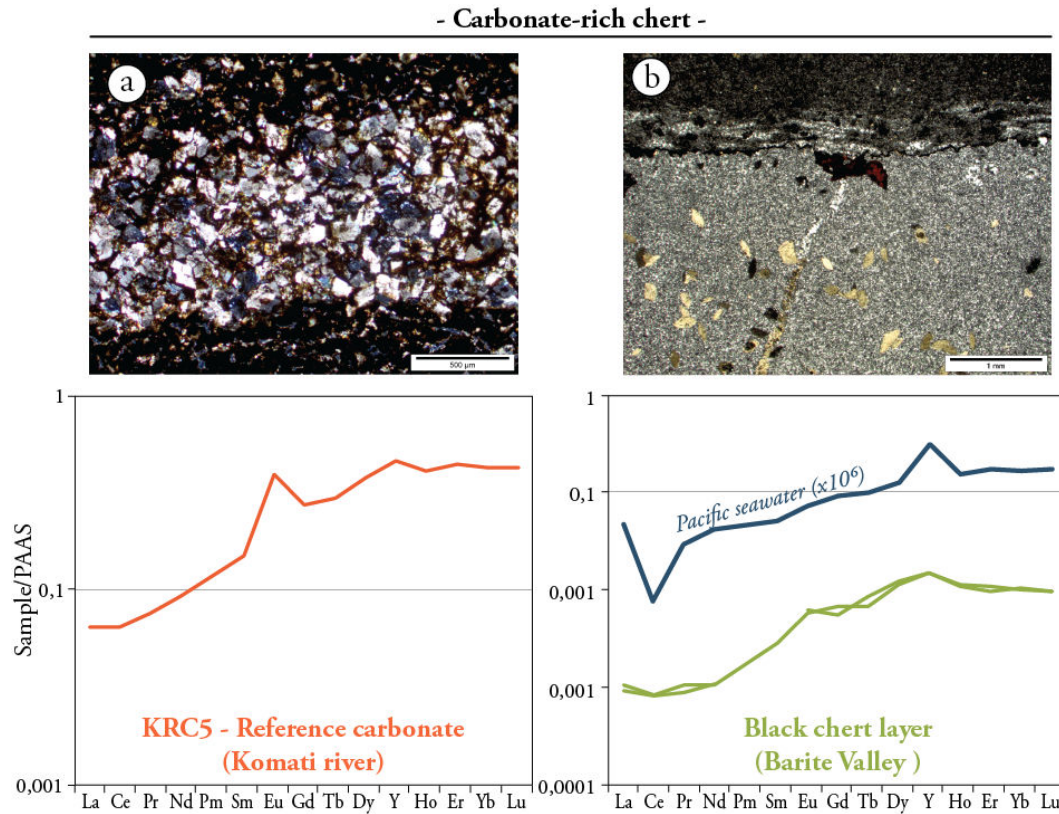 - Carbonate-rich chert -
a
b
500 µm
1 mm
Sample/PAAS
1
0,1
0,001
KRC5 - Reference carbonate
(Komati river)
La Ce Pr Nd Pm Sm Eu Gd Tb Dy Y Ho Er Yb Lu
1
0,1
0,001
0,001
0,0001
Pacific seawater (x10⁶)
Black chert layer
(Barite Valley )
La Ce Pr Nd Pm Sm Eu Gd Tb Dy Y Ho Er Yb Lu